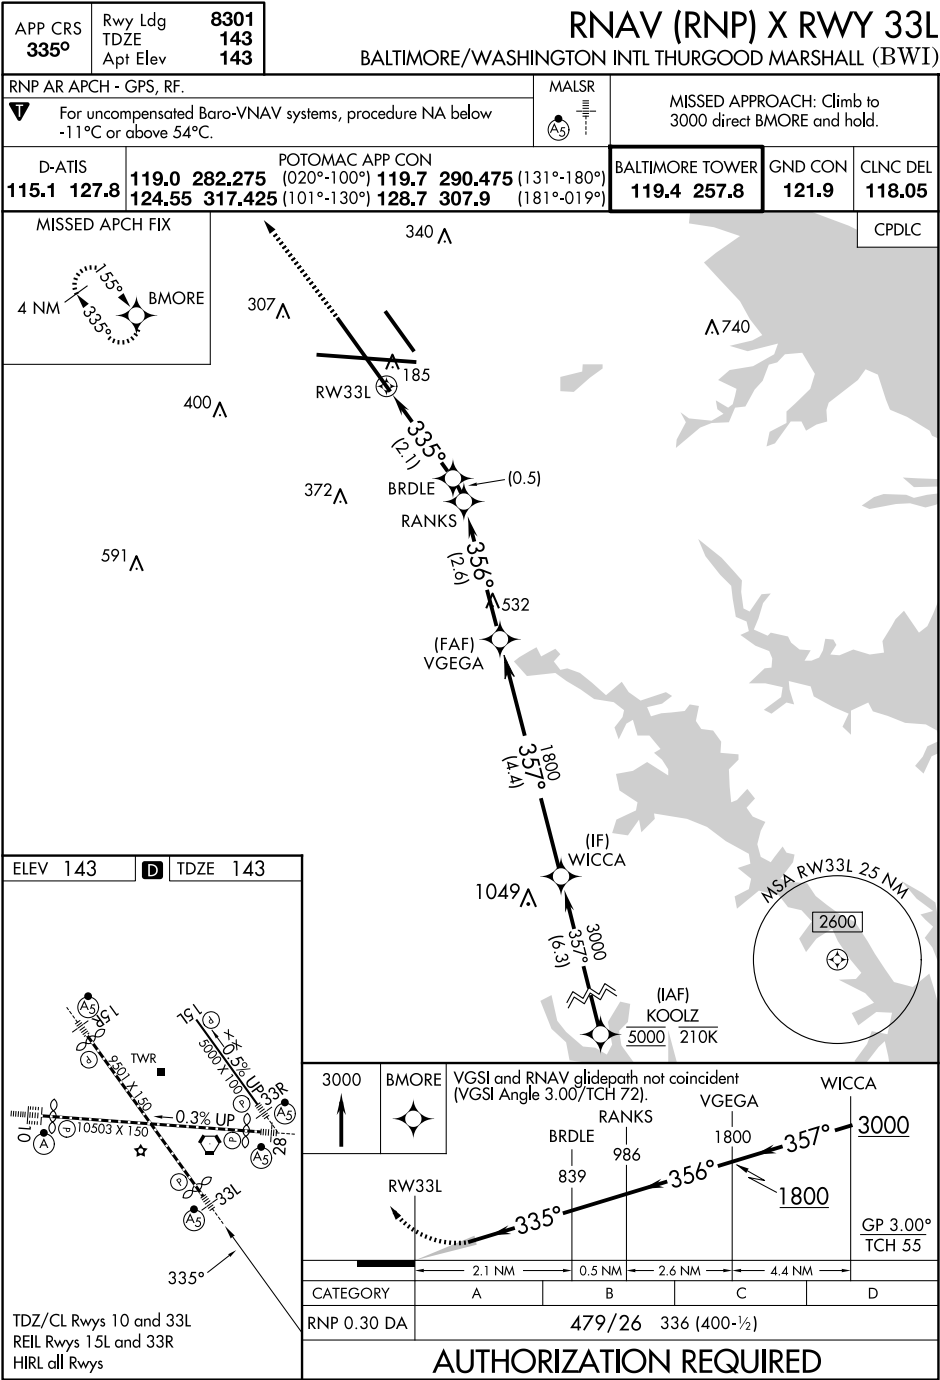 APP CRS
335°
Rwy Ldg 8301
TDZE 143
Apt Elev 143
RNAV (RNP) X RWY 33L
BALTIMORE/WASHINGTON INTL THURGOOD MARSHALL (BWI)
RNP AR APCH - GPS, RF.
T
For uncompensated Baro-VNAV systems, procedure NA below
-11°C or above 54°C.
MALSR
A5
MISSED APPROACH: Climb to
3000 direct BMORE and hold.
D-ATIS
115.1 127.8
POTOMAC APP CON
119.0 282.275 (020°-100°) 119.7 290.475 (131°-180°)
124.55 317.425 (101°-130°) 128.7 307.9 (181°-019°)
BALTIMORE TOWER
119.4 257.8
GND CON
121.9
CLNC DEL
118.05
CPDLC
MISSED APCH FIX
4 NM
155°
335°
BMORE
340
307
740
185
RW33L
400
335°
(2.1)
BRDLE
(0.5)
372
RANKS
591
356°
(2.6)
532
(FAF)
VGEGA
1800
357°
(4.4)
(IF)
WICCA
1049
3000
357°
(6.3)
(IAF)
KOOLZ
5000 210K
MSA RW33L 25 NM
2600
ELEV 143
D
TDZE 143
A5
15R
P
P
9501 X 150
TWR
15L
P
5000 X 100
0.5% UP
33R
P
A5
10
A
P
0.3% UP
10503 X 150
P
A5
28
P
33L
A5
335°
TDZ/CL Rwys 10 and 33L
REIL Rwys 15L and 33R
HIRL all Rwys
3000
BMORE
VGSI and RNAV glidepath not coincident
(VGSI Angle 3.00/TCH 72).
WICCA
VGEGA
RANKS
BRDLE
RW33L
839
986
1800
3000
357°
356°
335°
1800
GP 3.00°
TCH 55
2.1 NM
0.5 NM
2.6 NM
4.4 NM
CATEGORY A B C D
RNP 0.30 DA 479/26 336 (400-½)
AUTHORIZATION REQUIRED